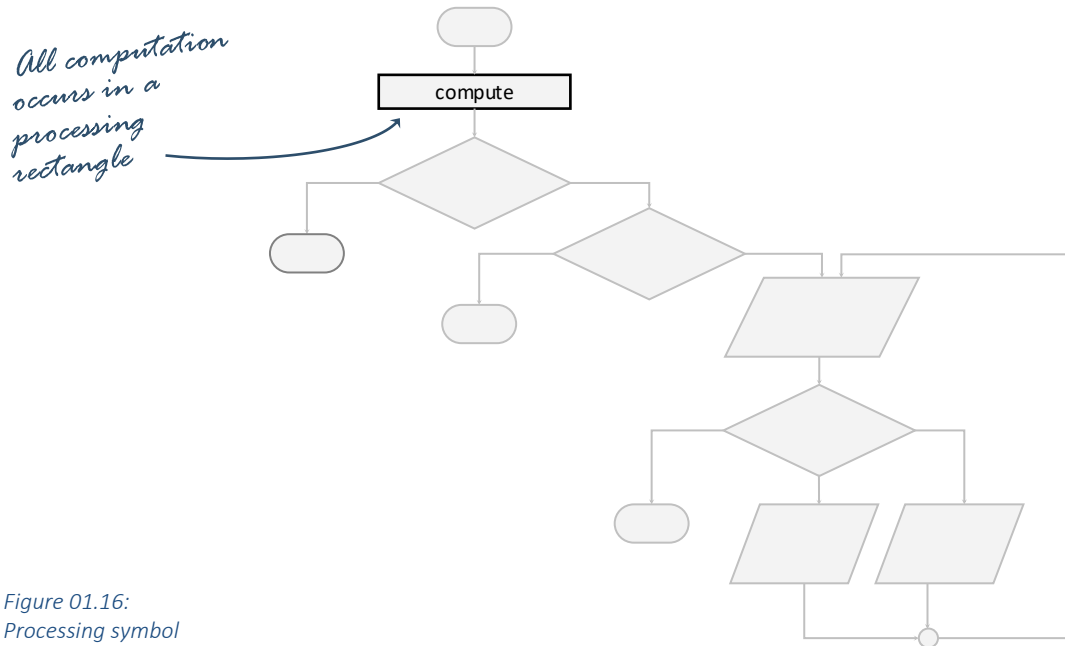 All computation
occurs in a
processing
rectangle
compute
Figure 01.16:
Processing symbol